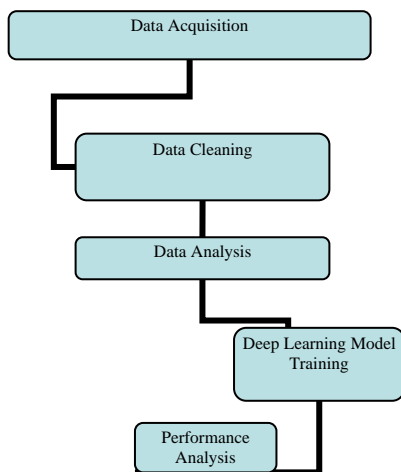 Data Acquisition
Data Cleaning
Data Analysis
Deep Learning Model
Training
Performance
Analysis